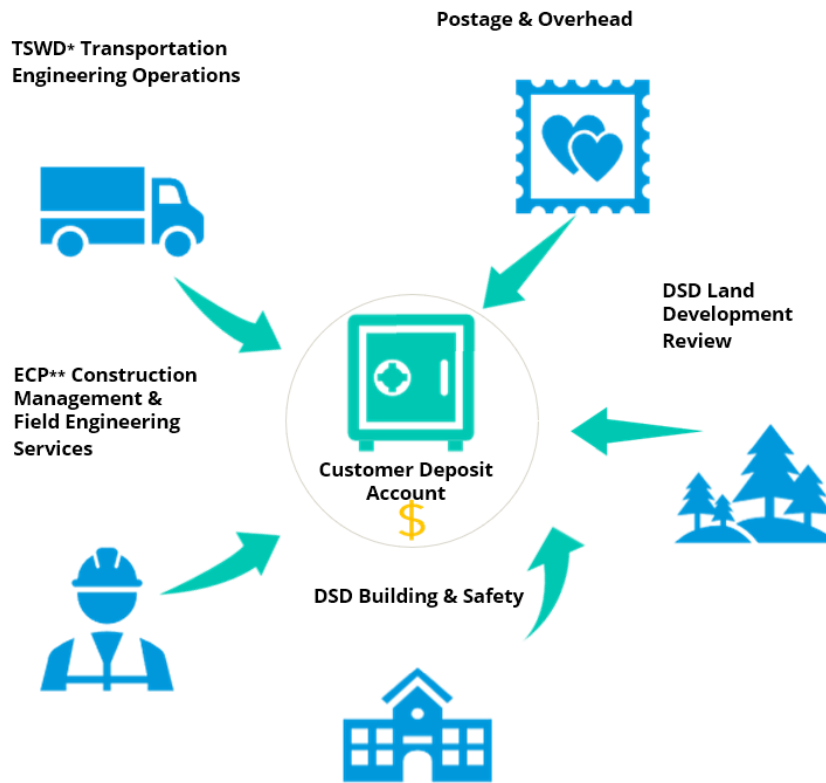 Postage & Overhead
TSWD* Transportation
Engineering Operations
DSD Land
Development
Review
ECP** Construction
Management &
Field Engineering
Services
Customer Deposit
Account
$
DSD Building & Safety